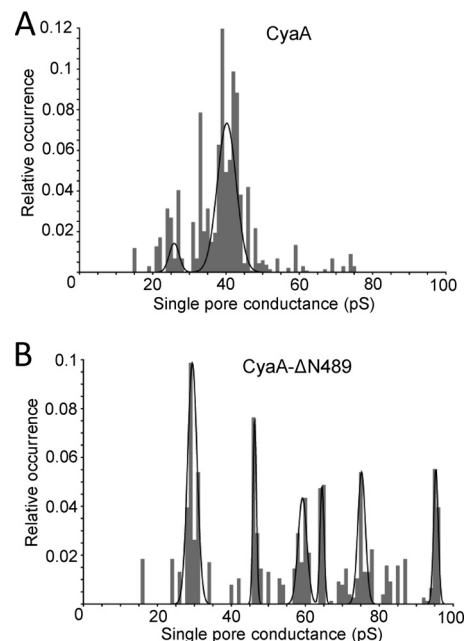 A
CyaA
0.12
0.1
0.08
0.06
0.04
0.02
0
20
40
60
80
100
Relative occurrence
Single pore conductance (pS)
B
CyaA-ΔN489
0.1
0.08
0.06
0.04
0.02
0
20
40
60
80
100
Relative occurrence
Single pore conductance (pS)